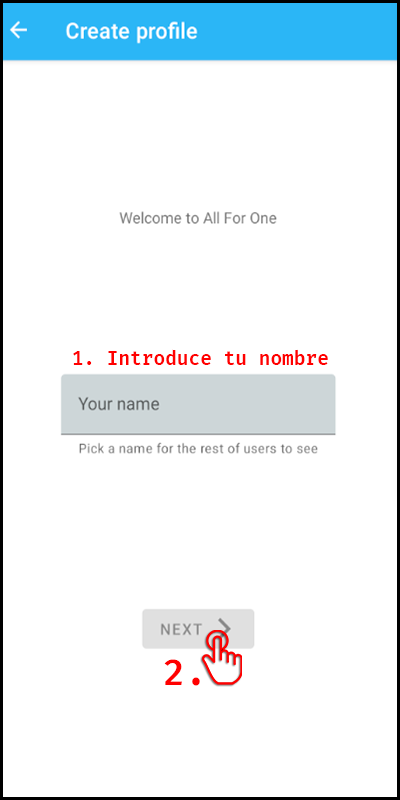 Create profile
Welcome to All For One
1. Introduce tu nombre
Your name
Pick a name for the rest of users to see
NEXT
2.